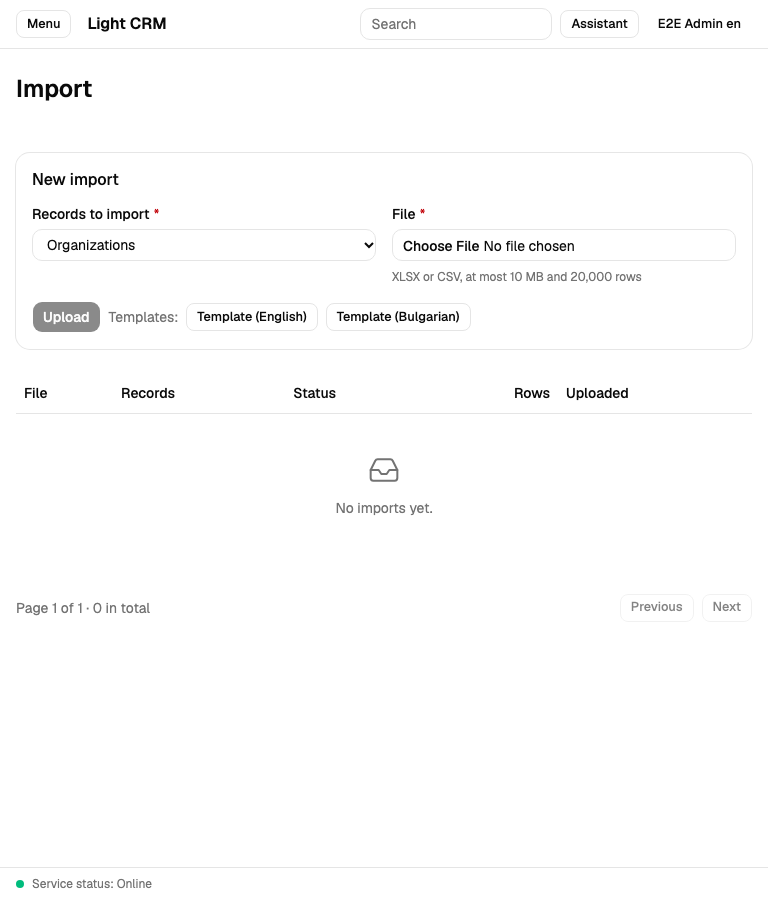 Menu Light CRM Search Assistant E2E Admin en
Import
New import
Records to import * File *
Organizations Choose File No file chosen
XLSX or CSV, at most 10 MB and 20,000 rows
Upload Templates: Template (English) Template (Bulgarian)
File Records Status Rows Uploaded
No imports yet.
Page 1 of 1 · 0 in total Previous Next
Service status: Online